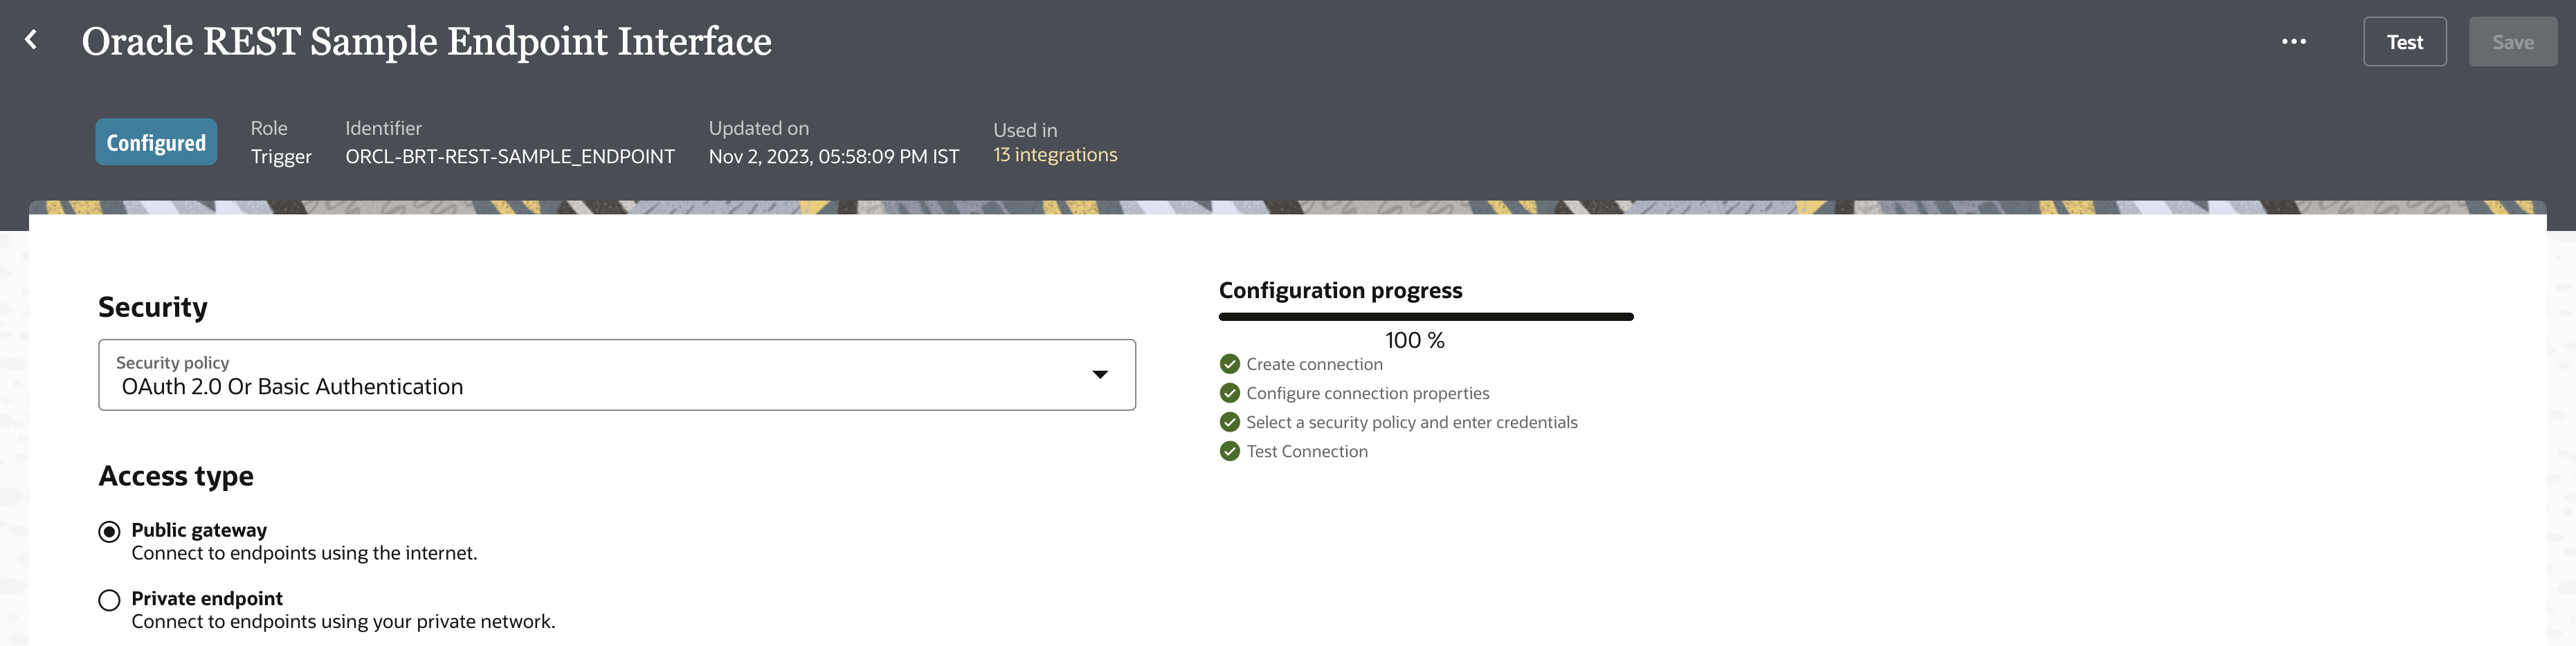 Oracle REST Sample Endpoint Interface
Test
Save
Configured
Role
Trigger
Identifier
ORCL-BRT-REST-SAMPLE_ENDPOINT
Updated on
Nov 2, 2023, 05:58:09 PM IST
Used in
13 integrations
Security
Security policy
OAuth 2.0 Or Basic Authentication
Access type
Public gateway
Connect to endpoints using the internet.
Private endpoint
Connect to endpoints using your private network.
Configuration progress
100 %
Create connection
Configure connection properties
Select a security policy and enter credentials
Test Connection